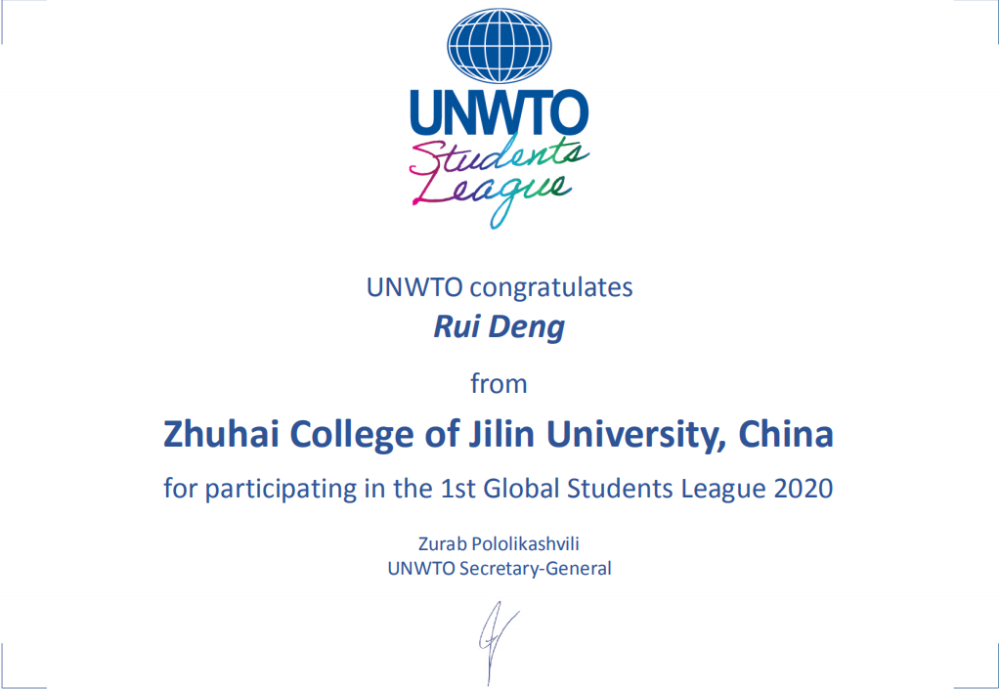 UNWTO
Students
League
UNWTO congratulates
Rui Deng
from
Zhuhai College of Jilin University, China
for participating in the 1st Global Students League 2020
Zurab Pololikashvili
UNWTO Secretary-General